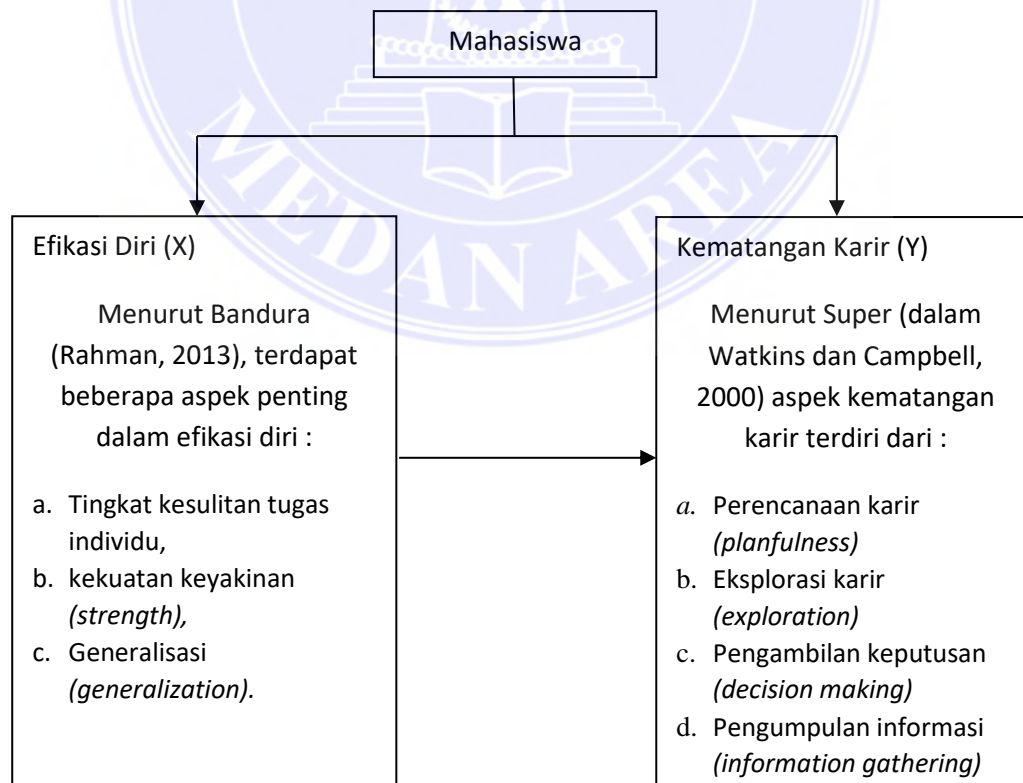 Mahasiswa
MEDAN AREA
Efikasi Diri (X)
Menurut Bandura
(Rahman, 2013), terdapat
beberapa aspek penting
dalam efikasi diri :
a. Tingkat kesulitan tugas
individu,
b. kekuatan keyakinan
(strength),
c. Generalisasi
(generalization).
Kematangan Karir (Y)
Menurut Super (dalam
Watkins dan Campbell,
2000) aspek kematangan
karir terdiri dari :
a. Perencanaan karir
(planfulness)
b. Eksplorasi karir
(exploration)
c. Pengambilan keputusan
(decision making)
d. Pengumpulan informasi
(information gathering)